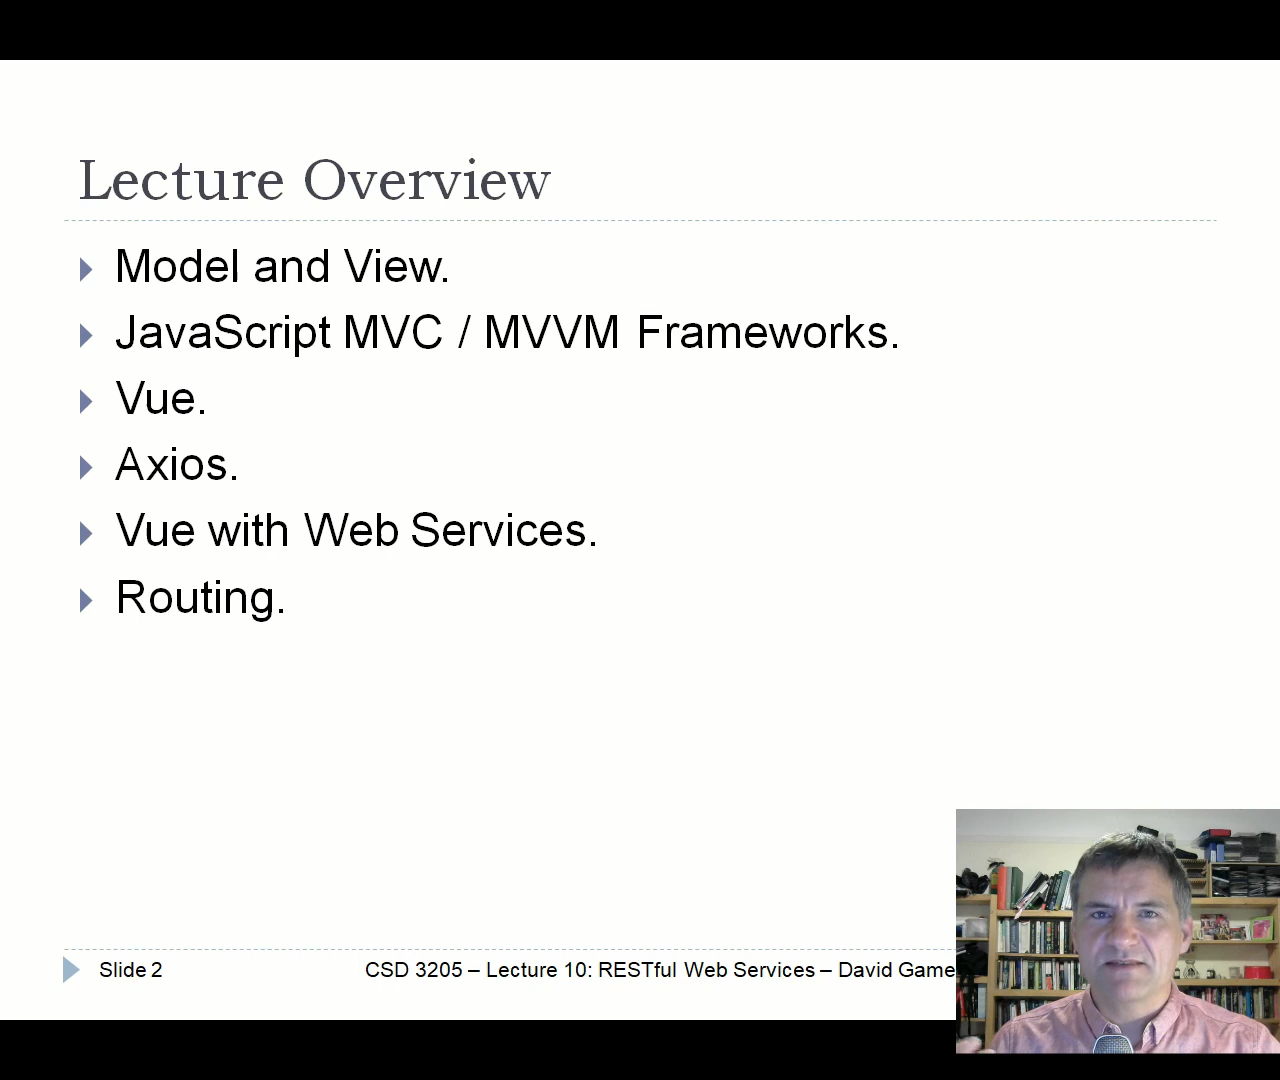 Lecture Overview
Model and View.
JavaScript MVC / MVVM Frameworks.
Vue.
Axios.
Vue with Web Services.
Routing.
Slide 2
CSD 3205 – Lecture 10: RESTful Web Services – David Game